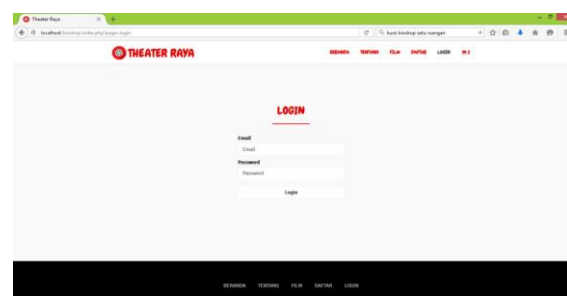 Theater Raya
localhost/bioskop/index.php?page=login
kursi bioskop satu ruangan
THEATER RAYA
BERANDA TENTANG FILM DAFTAR LOGIN
LOGIN
Email
Email
Password
Password
Login
BERANDA TENTANG FILM DAFTAR LOGIN